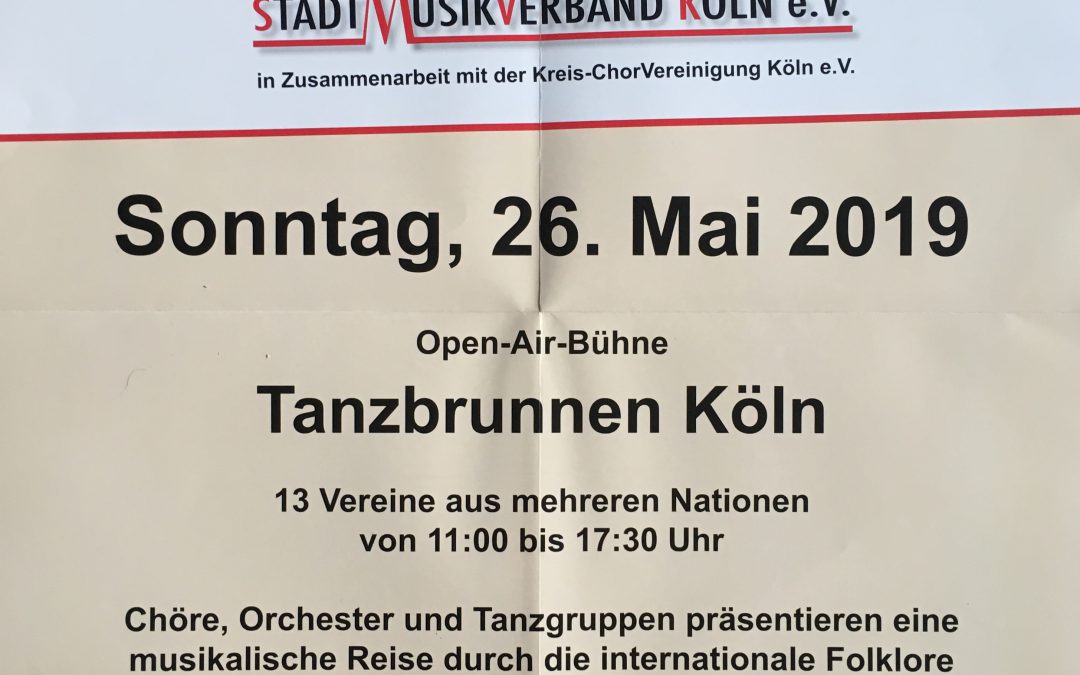 STADTMUSIKVERBAND KÖLN e.V.
in Zusammenarbeit mit der Kreis-ChorVereinigung Köln e.V.
Sonntag, 26. Mai 2019
Open-Air-Bühne
Tanzbrunnen Köln
13 Vereine aus mehreren Nationen
von 11:00 bis 17:30 Uhr
Chöre, Orchester und Tanzgruppen präsentieren eine
musikalische Reise durch die internationale Folklore